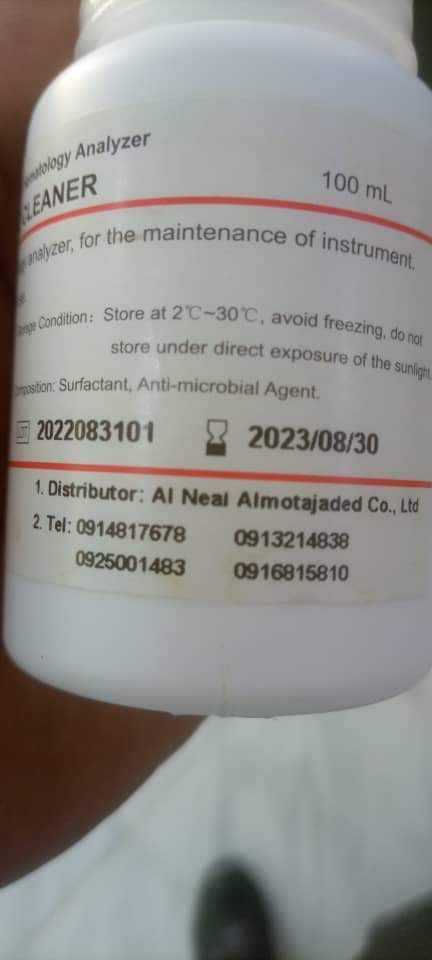 Analyzer
CLEANER
100 mL
analyzer, for the maintenance of instrument.
Condition: Store at 2℃~30℃, avoid freezing, do not
store under direct exposure of the sunlight.
Surfactant, Anti-microbial Agent.
LOT 2022083101 2023/08/30
1. Distributor: Al Neal Almotajaded Co., Ltd
2. Tel: 0914817678 0913214838
0925001483 0916815810